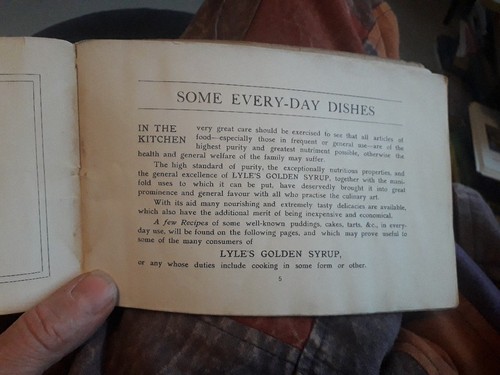 SOME EVERY-DAY DISHES
IN THE KITCHEN very great care should be exercised to see that all articles of
food—especially those in frequent or general use—are of the
highest purity and greatest nutriment possible, otherwise the
health and general welfare of the family may suffer.
The high standard of purity, the exceptionally nutritious properties, and
the general excellence of LYLE'S GOLDEN SYRUP, together with the mani-
fold uses to which it can be put, have deservedly brought it into great
prominence and general favour with all who practise the culinary art.
With its aid many nourishing and extremely tasty delicacies are available,
which also have the additional merit of being inexpensive and economical.
A few Recipes of some well-known puddings, cakes, tarts, &c., in every-
day use, will be found on the following pages, and which may prove useful to
some of the many consumers of
LYLE'S GOLDEN SYRUP,
or any whose duties include cooking in some form or other.
5